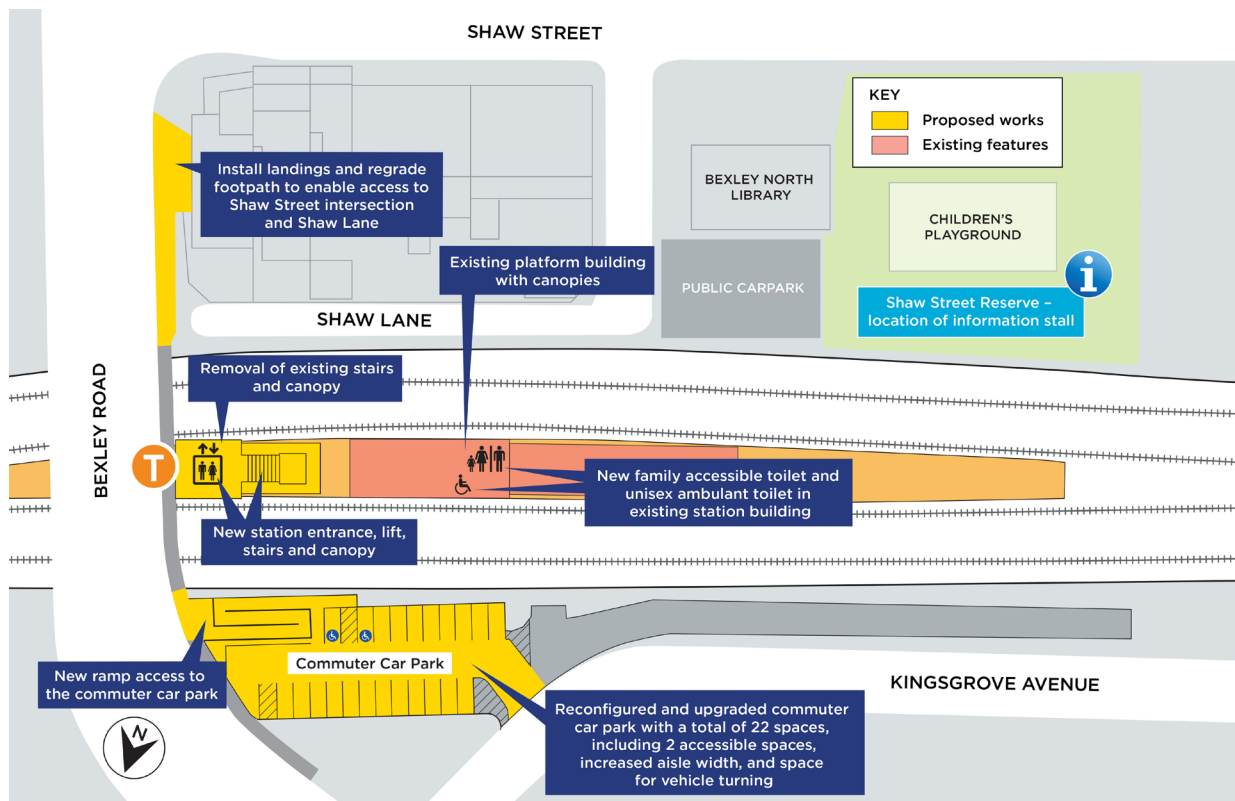 SHAW STREET
KEY
Proposed works
Existing features
Install landings and regrade
footpath to enable access to
Shaw Street intersection
and Shaw Lane
BEXLEY NORTH
LIBRARY
CHILDREN'S
PLAYGROUND
Existing platform building
with canopies
PUBLIC CARPARK
i
Shaw Street Reserve –
location of information stall
SHAW LANE
Removal of existing stairs
and canopy
BEXLEY ROAD
T
New family accessible toilet and
unisex ambulant toilet in
existing station building
New station entrance, lift,
stairs and canopy
Commuter Car Park
New ramp access to
the commuter car park
KINGSGROVE AVENUE
Reconfigured and upgraded commuter
car park with a total of 22 spaces,
including 2 accessible spaces,
increased aisle width, and space
for vehicle turning
N